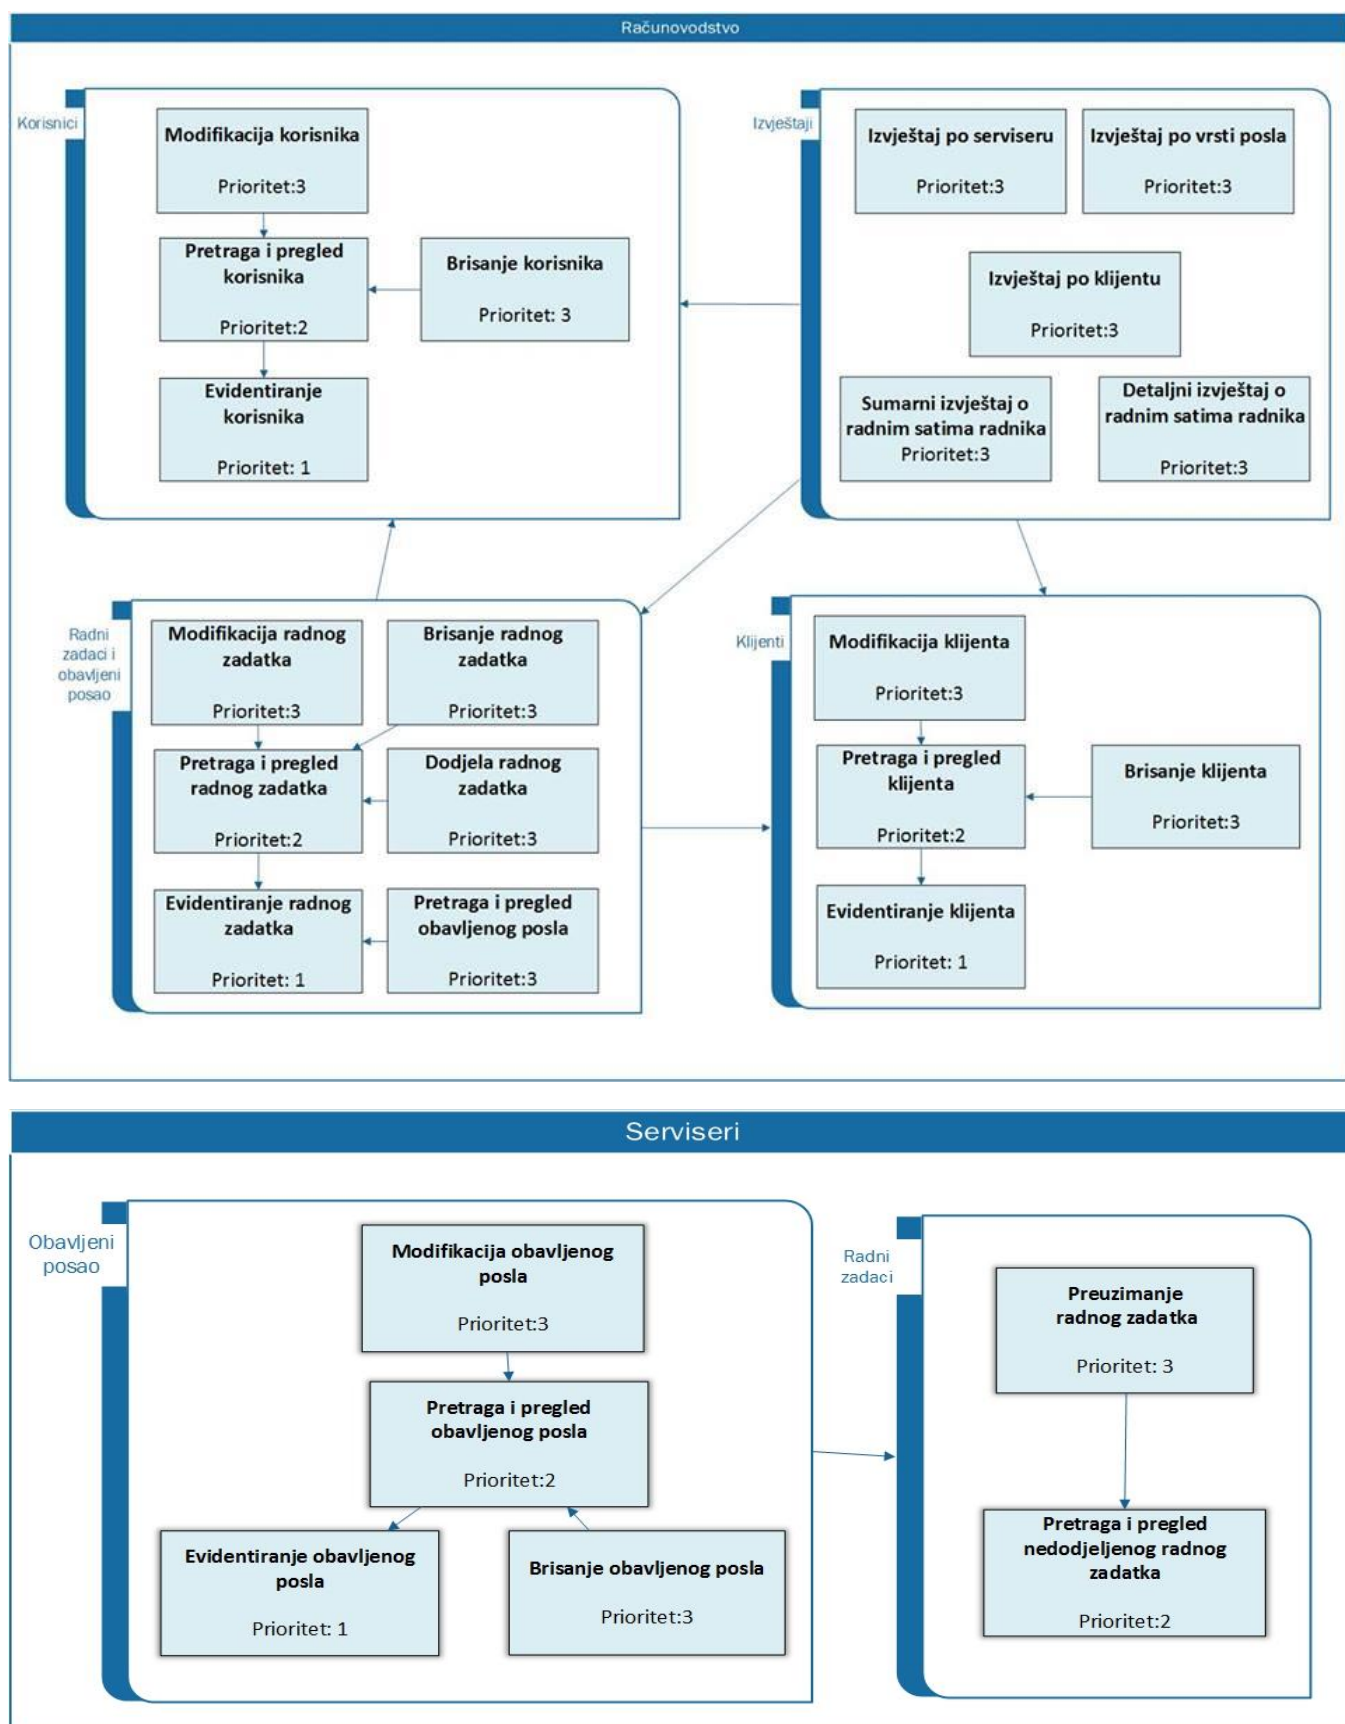 Računovodstvo
Korisnici
Modifikacija korisnika
Prioritet:3
Pretraga i pregled
korisnika
Prioritet:2
Brisanje korisnika
Prioritet: 3
Evidentiranje
korisnika
Prioritet: 1
Izvještaji
Izvještaj po serviseru
Prioritet:3
Izvještaj po vrsti posla
Prioritet:3
Izvještaj po klijentu
Prioritet:3
Sumarni izvještaj o
radnim satima radnika
Prioritet:3
Detaljni izvještaj o
radnim satima radnika
Prioritet:3
Radni
zadaci i
obavljeni
posao
Modifikacija radnog
zadatka
Prioritet:3
Brisanje radnog
zadatka
Prioritet:3
Pretraga i pregled
radnog zadatka
Prioritet:2
Dodjela radnog
zadatka
Prioritet:3
Evidentiranje radnog
zadatka
Prioritet: 1
Pretraga i pregled
obavljenog posla
Prioritet:3
Klijenti
Modifikacija klijenta
Prioritet:3
Pretraga i pregled
klijenta
Prioritet:2
Brisanje klijenta
Prioritet:3
Evidentiranje klijenta
Prioritet: 1
Serviseri
Obavljeni
posao
Modifikacija obavljenog
posla
Prioritet:3
Pretraga i pregled
obavljenog posla
Prioritet:2
Evidentiranje obavljenog
posla
Prioritet: 1
Brisanje obavljenog posla
Prioritet:3
Radni
zadaci
Preuzimanje
radnog zadatka
Prioritet: 3
Pretraga i pregled
nedodjeljenog radnog
zadatka
Prioritet:2